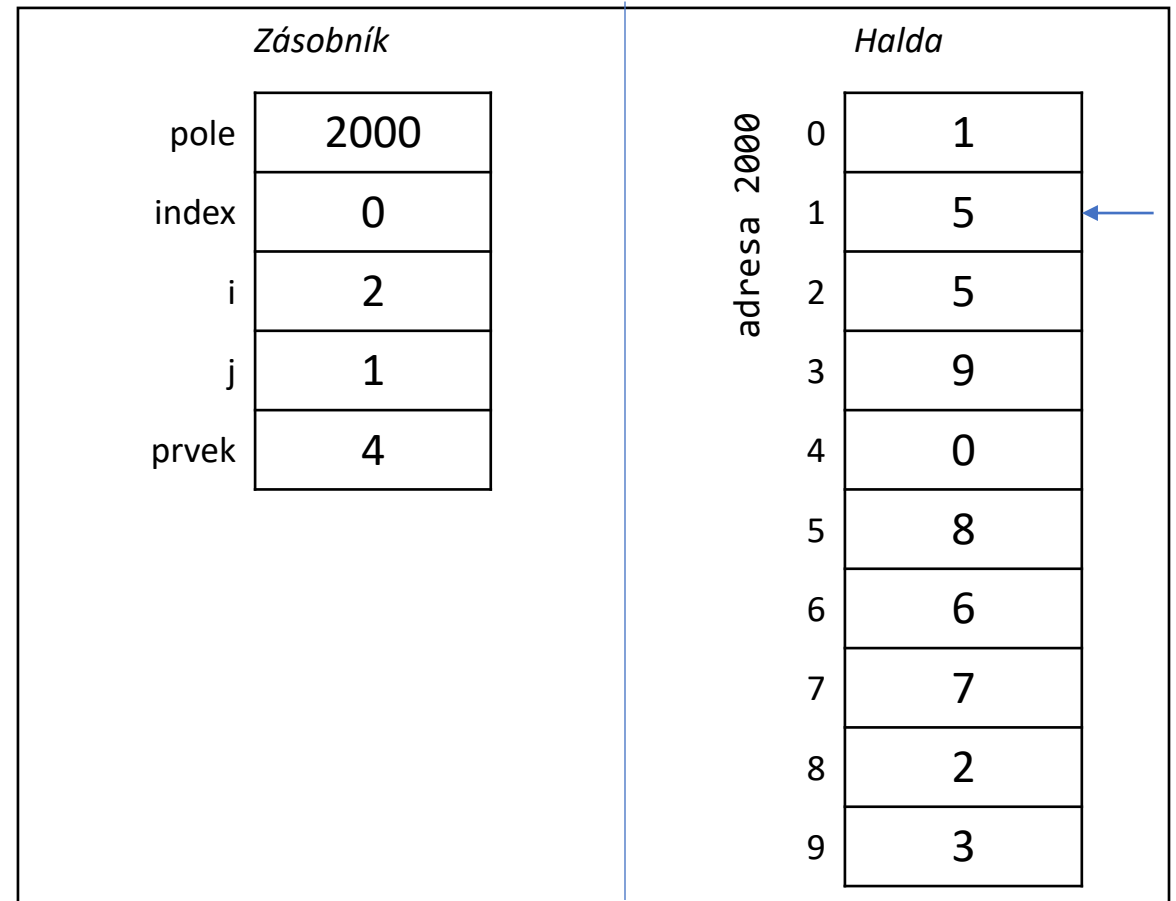 Zásobník
pole 2000
index 0
i 2
j 1
prvek 4
Halda
adresa 2000
0 1
1 5
2 5
3 9
4 0
5 8
6 6
7 7
8 2
9 3